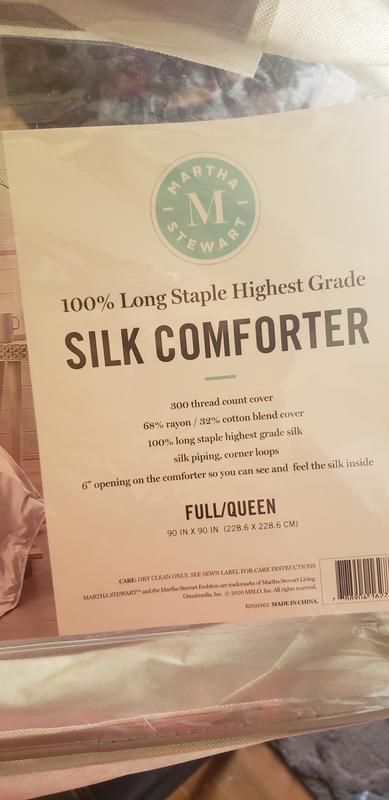 MARTHA
M
STEWART
100% Long Staple Highest Grade
SILK COMFORTER
300 thread count cover
68% rayon / 32% cotton blend cover
100% long staple highest grade silk
silk piping, corner loops
6" opening on the comforter so you can see and feel the silk inside
FULL/QUEEN
90 IN X 90 IN (228.6 X 228.6 CM)
CARE: DRY CLEAN ONLY. SEE SEWN LABEL FOR CARE INSTRUCTIONS
MARTHA STEWART™ and the Martha Stewart Emblem are trademarks of Martha Stewart Living
Omnimedia, Inc. © 2020 MSLO, Inc. All rights reserved.
MADE IN CHINA.